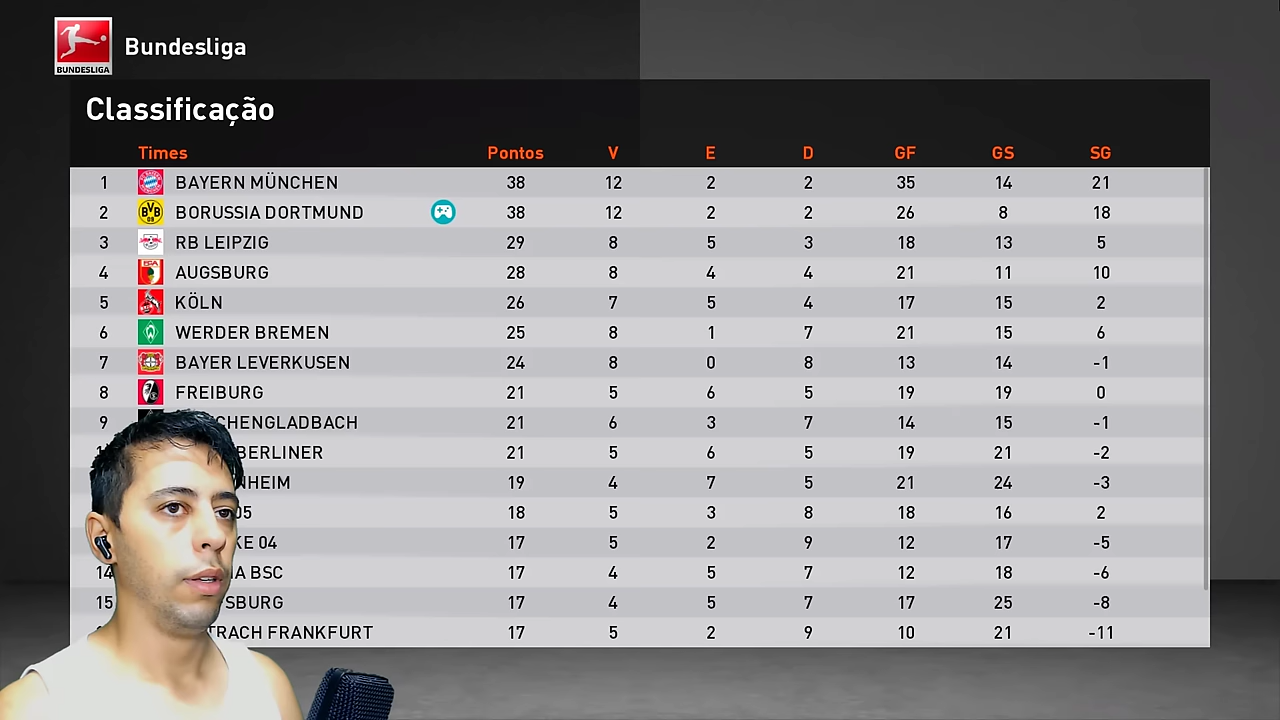 Bundesliga
BUNDESLIGA
Classificação
Times Pontos V E D GF GS SG
1 BAYERN MÜNCHEN 38 12 2 2 35 14 21
2 BORUSSIA DORTMUND 38 12 2 2 26 8 18
3 RB LEIPZIG 29 8 5 3 18 13 5
4 AUGSBURG 28 8 4 4 21 11 10
5 KÖLN 26 7 5 4 17 15 2
6 WERDER BREMEN 25 8 1 7 21 15 6
7 BAYER LEVERKUSEN 24 8 0 8 13 14 -1
8 FREIBURG 21 5 6 5 19 19 0
9 CHENGLADBACH 21 6 3 7 14 15 -1
BERLINER 21 5 6 5 19 21 -2
NHEIM 19 4 7 5 21 24 -3
05 18 5 3 8 18 16 2
KE 04 17 5 2 9 12 17 -5
14 A BSC 17 4 5 7 12 18 -6
15 SBURG 17 4 5 7 17 25 -8
TRACH FRANKFURT 17 5 2 9 10 21 -11